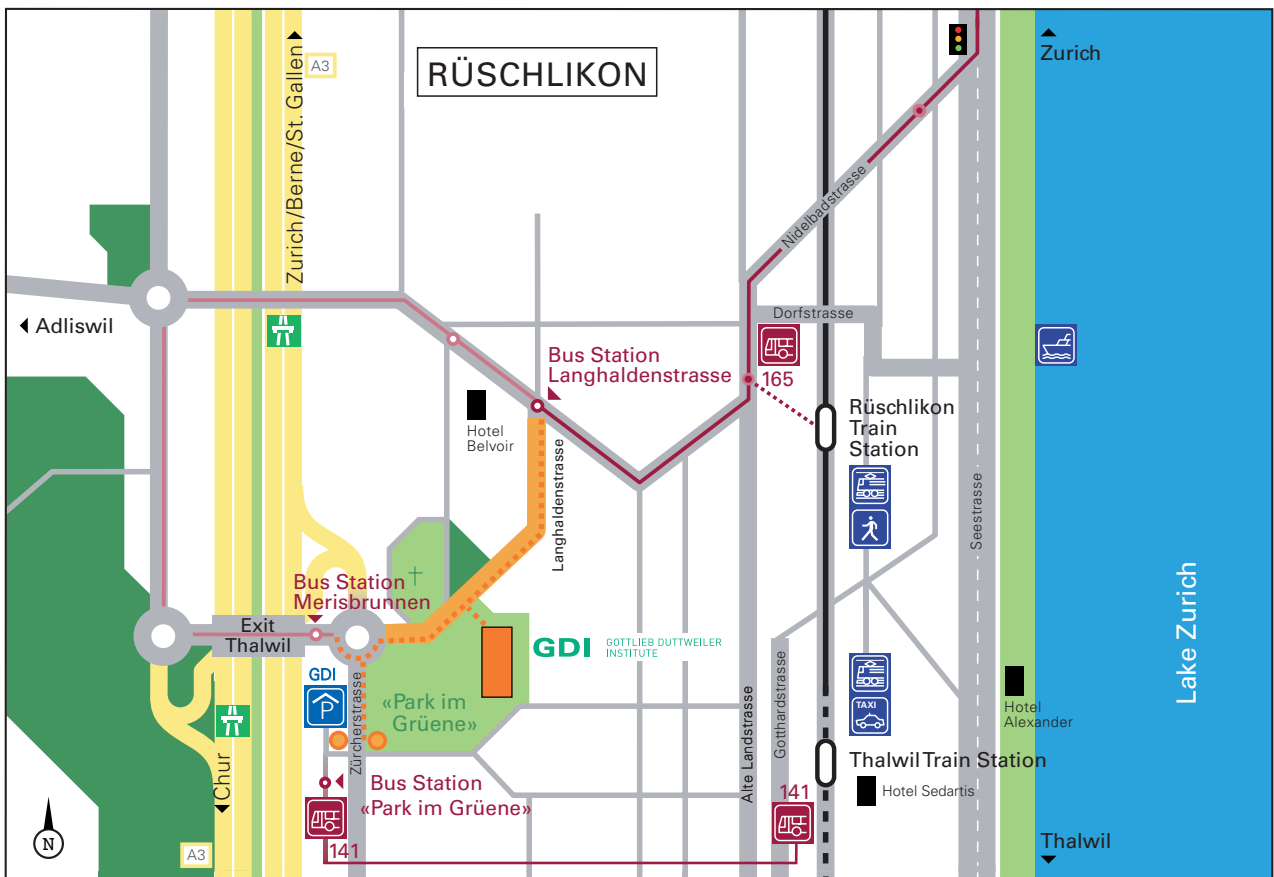 RÜSCHLIKON
A3
Zurich/Berne/St. Gallen
Zurich
Nidelbadstrasse
Dorfstrasse
Adliswil
Bus Station
Langhaldenstrasse
165
Rüschlikon
Train
Station
Hotel
Belvoir
Langhaldenstrasse
Seestrasse
Bus Station
Merisbrunnen
Exit
Thalwil
GDI
GOTTLIEB DUTTWEILER
INSTITUTE
Lake Zurich
GDI
P
«Park im
Grüene»
Zürcherstrasse
Alte Landstrasse
Gotthardstrasse
TAXI
Hotel
Alexander
Chur
Thalwil Train Station
Bus Station
«Park im Grüene»
141
Hotel Sedartis
141
Thalwil
N
A3